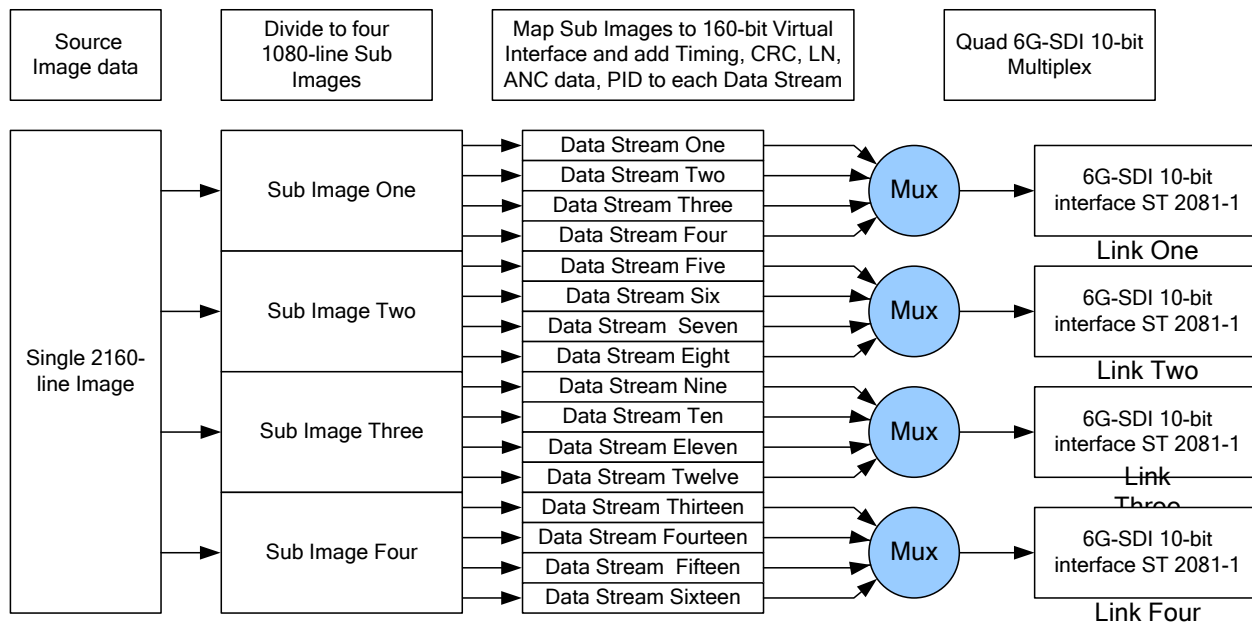 Source
Image data
Divide to four
1080-line Sub
Images
Map Sub Images to 160-bit Virtual
Interface and add Timing, CRC, LN,
ANC data, PID to each Data Stream
Quad 6G-SDI 10-bit
Multiplex
Single 2160-
line Image
Sub Image One
Sub Image Two
Sub Image Three
Sub Image Four
Data Stream One
Data Stream Two
Data Stream Three
Data Stream Four
Data Stream Five
Data Stream Six
Data Stream Seven
Data Stream Eight
Data Stream Nine
Data Stream Ten
Data Stream Eleven
Data Stream Twelve
Data Stream Thirteen
Data Stream Fourteen
Data Stream Fifteen
Data Stream Sixteen
Mux
Mux
Mux
Mux
6G-SDI 10-bit
interface ST 2081-1
Link One
6G-SDI 10-bit
interface ST 2081-1
Link Two
6G-SDI 10-bit
interface ST 2081-1
Link
Three
6G-SDI 10-bit
interface ST 2081-1
Link Four